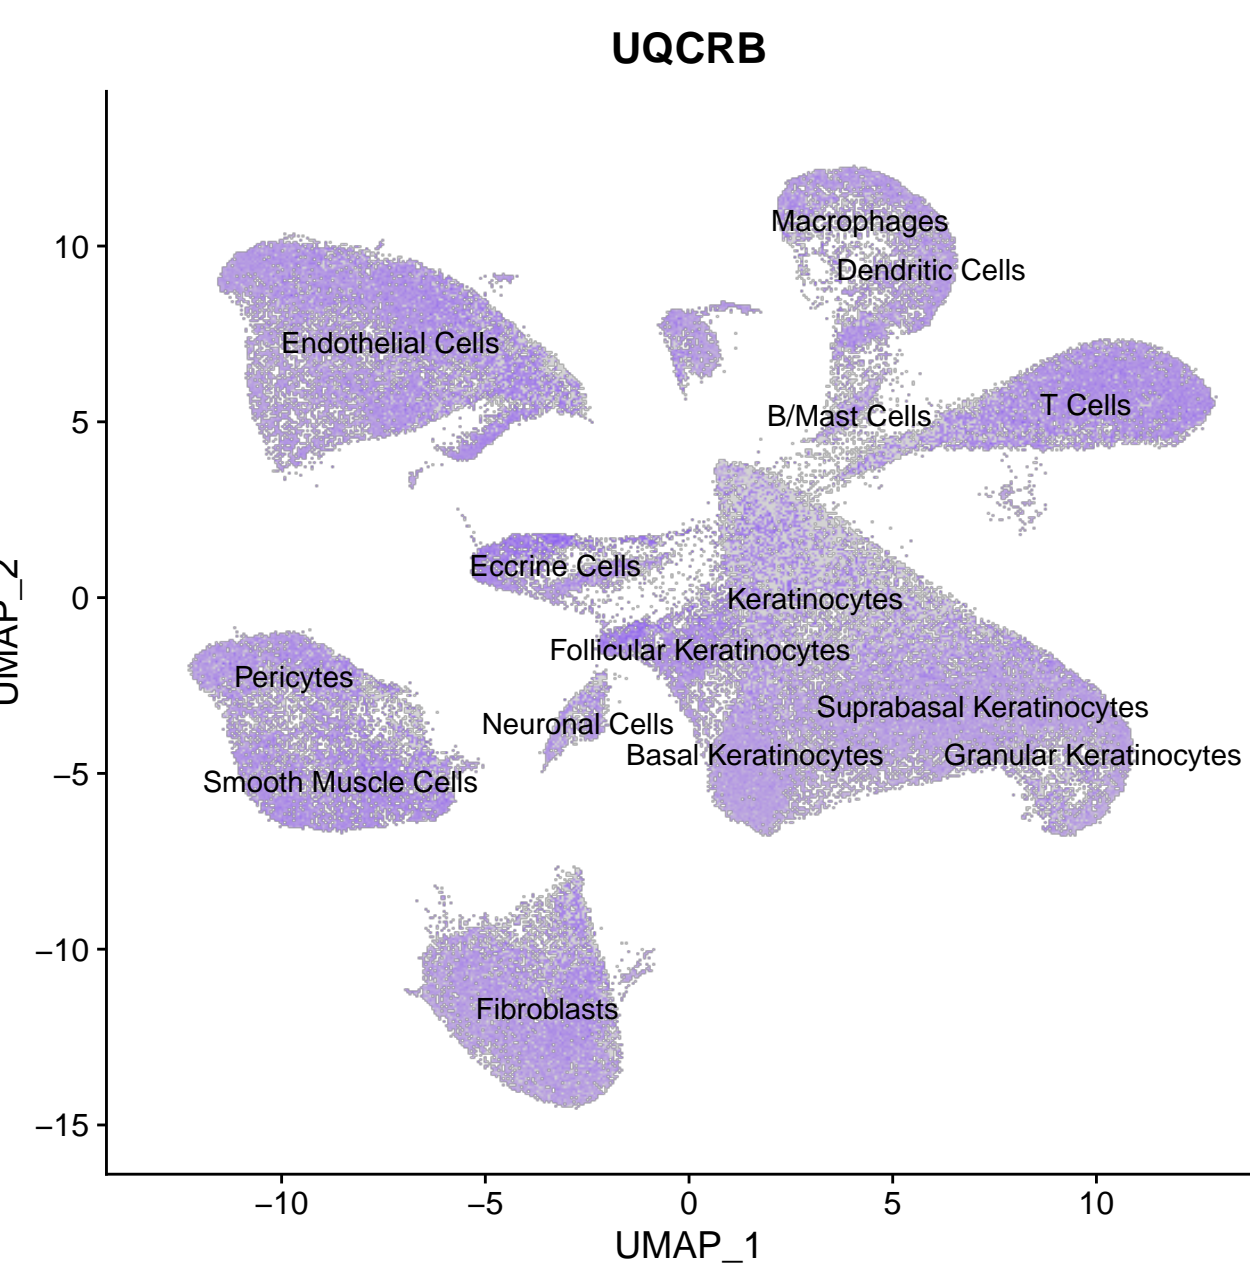 UQCRB
Macrophages
Dendritic Cells
Endothelial Cells
T Cells
B/Mast Cells
Eccrine Cells
Keratinocytes
Follicular Keratinocytes
Pericytes
Suprabasal Keratinocytes
Neuronal Cells
Basal Keratinocytes
Granular Keratinocytes
Smooth Muscle Cells
Fibroblasts
10
5
0
−5
−10
−15
UMAP_2
−10
−5
0
5
10
UMAP_1